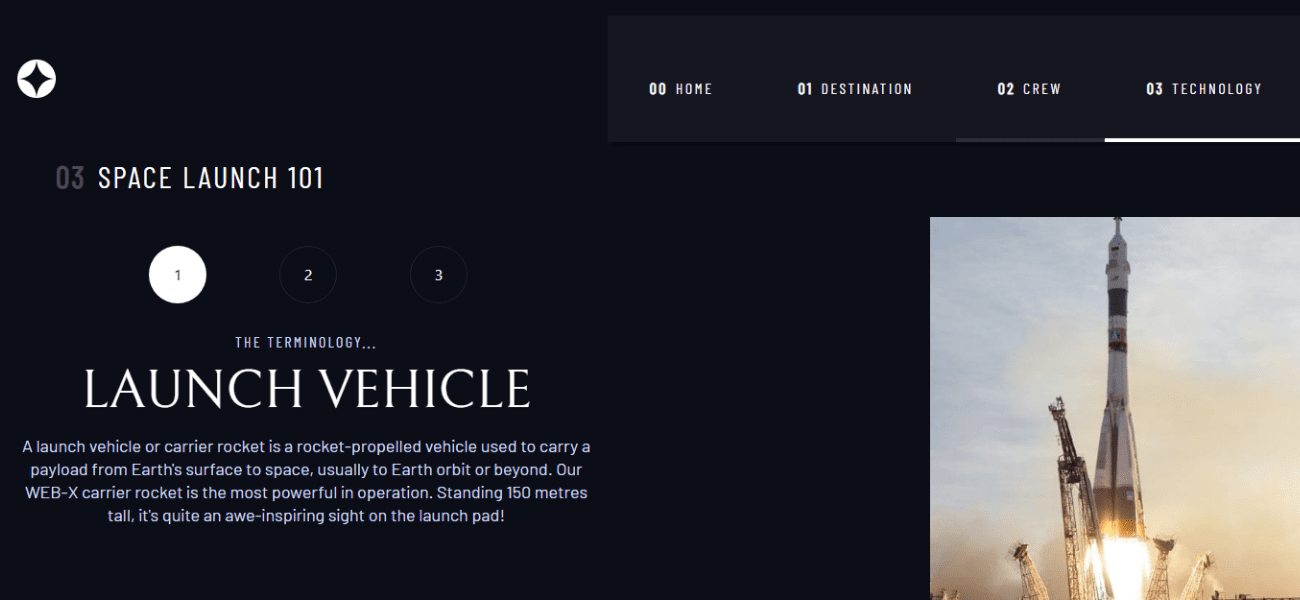 00 HOME 01 DESTINATION 02 CREW 03 TECHNOLOGY
03 SPACE LAUNCH 101
1 2 3
THE TERMINOLOGY...
LAUNCH VEHICLE
A launch vehicle or carrier rocket is a rocket-propelled vehicle used to carry a
payload from Earth's surface to space, usually to Earth orbit or beyond. Our
WEB-X carrier rocket is the most powerful in operation. Standing 150 metres
tall, it's quite an awe-inspiring sight on the launch pad!